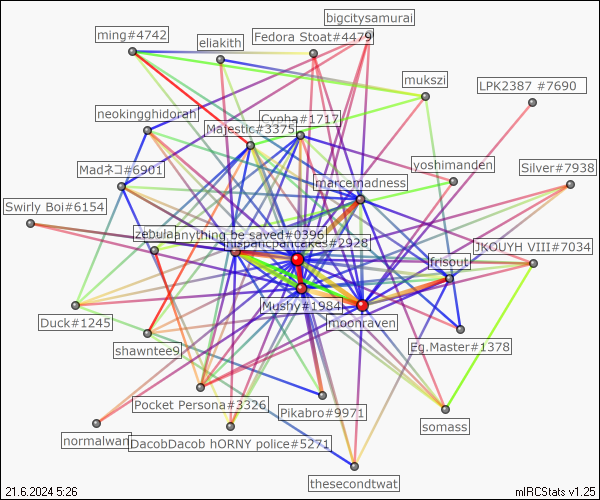 bigcitysamurai
ming#4742
eliakith
Fedora Stoat#4479
mukszi
LPK2387 #7690
neokingghidorah
Cypha#1717
Majestic#3375
Madネコ#6901
marcemadness
yoshimanden
Silver#7938
Swirly Boi#6154
zebula
anything be saved#0396
#2928
frisout
JKOUYH VIII#7034
Mushy#1984
moonraven
Duck#1245
shawntee9
Eg.Master#1378
Pocket Persona#3326
Pikabro#9971
somass
normalwan
DacobDacob hORNY police#5271
thesecondtwat
21.6.2024 5:26
mIRCStats v1.25